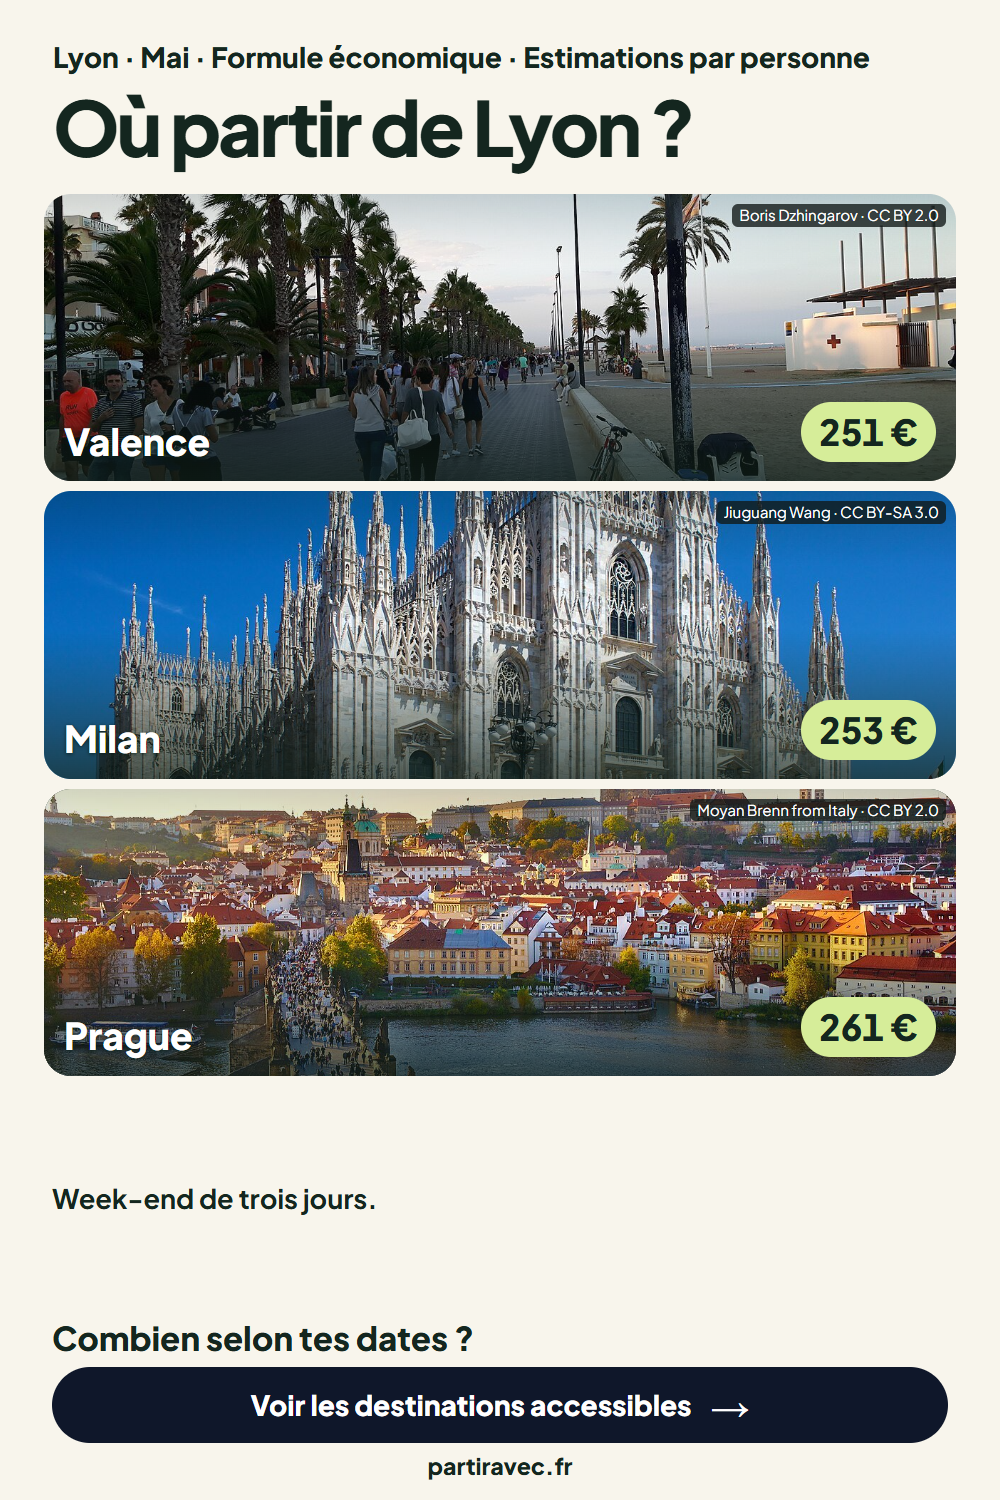 Lyon · Mai · Formule économique · Estimations par personne
Où partir de Lyon ?
Boris Dzhingarov · CC BY 2.0
Valence
251 €
Jiuguang Wang · CC BY-SA 3.0
Milan
253 €
Moyan Brenn from Italy · CC BY 2.0
Prague
261 €
Week-end de trois jours.
Combien selon tes dates ?
Voir les destinations accessibles →
partiravec.fr